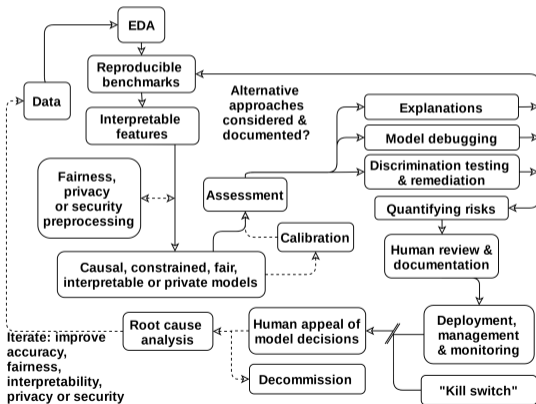 EDA
Reproducible
benchmarks
Data
Interpretable
features
Alternative
approaches
considered &
documented?
Explanations
Model debugging
Discrimination testing
& remediation
Fairness,
privacy
or security
preprocessing
Assessment
Quantifying risks
Calibration
Human review &
documentation
Causal, constrained, fair,
interpretable or private models
Root cause
analysis
Human appeal of
model decisions
Deployment,
management
& monitoring
Iterate: improve
accuracy,
fairness,
interpretability,
privacy or security
Decommission
"Kill switch"